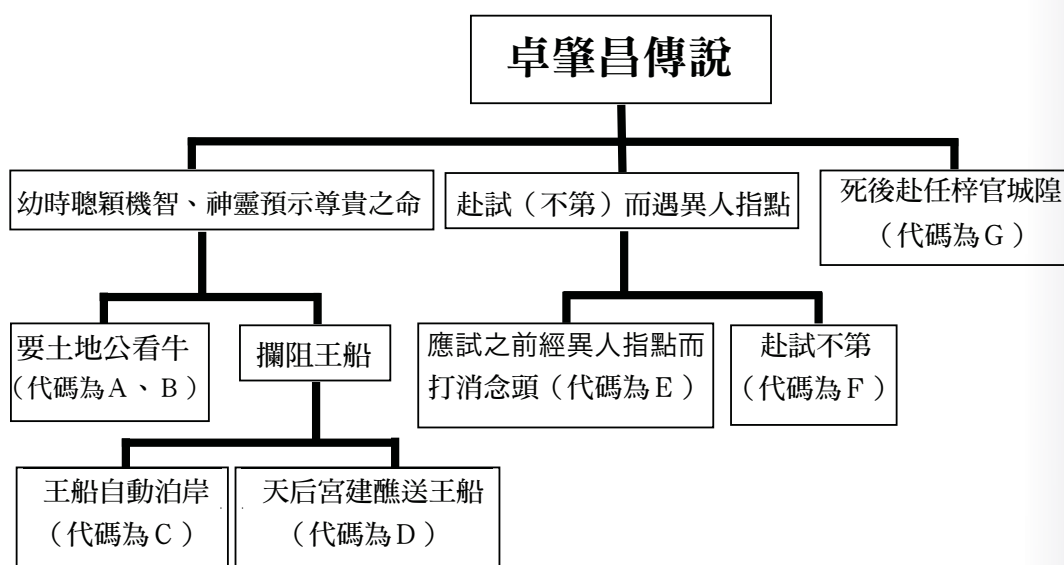 卓肇昌傳說
幼時聰穎機智、神靈預示尊貴之命
赴試（不第）而遇異人指點
死後赴任梓官城隍
（代碼為G）
要土地公看牛
（代碼為A、B）
攔阻王船
應試之前經異人指點而
打消念頭（代碼為E）
赴試不第
（代碼為F）
王船自動泊岸
（代碼為C）
天后宮建醮送王船
（代碼為D）